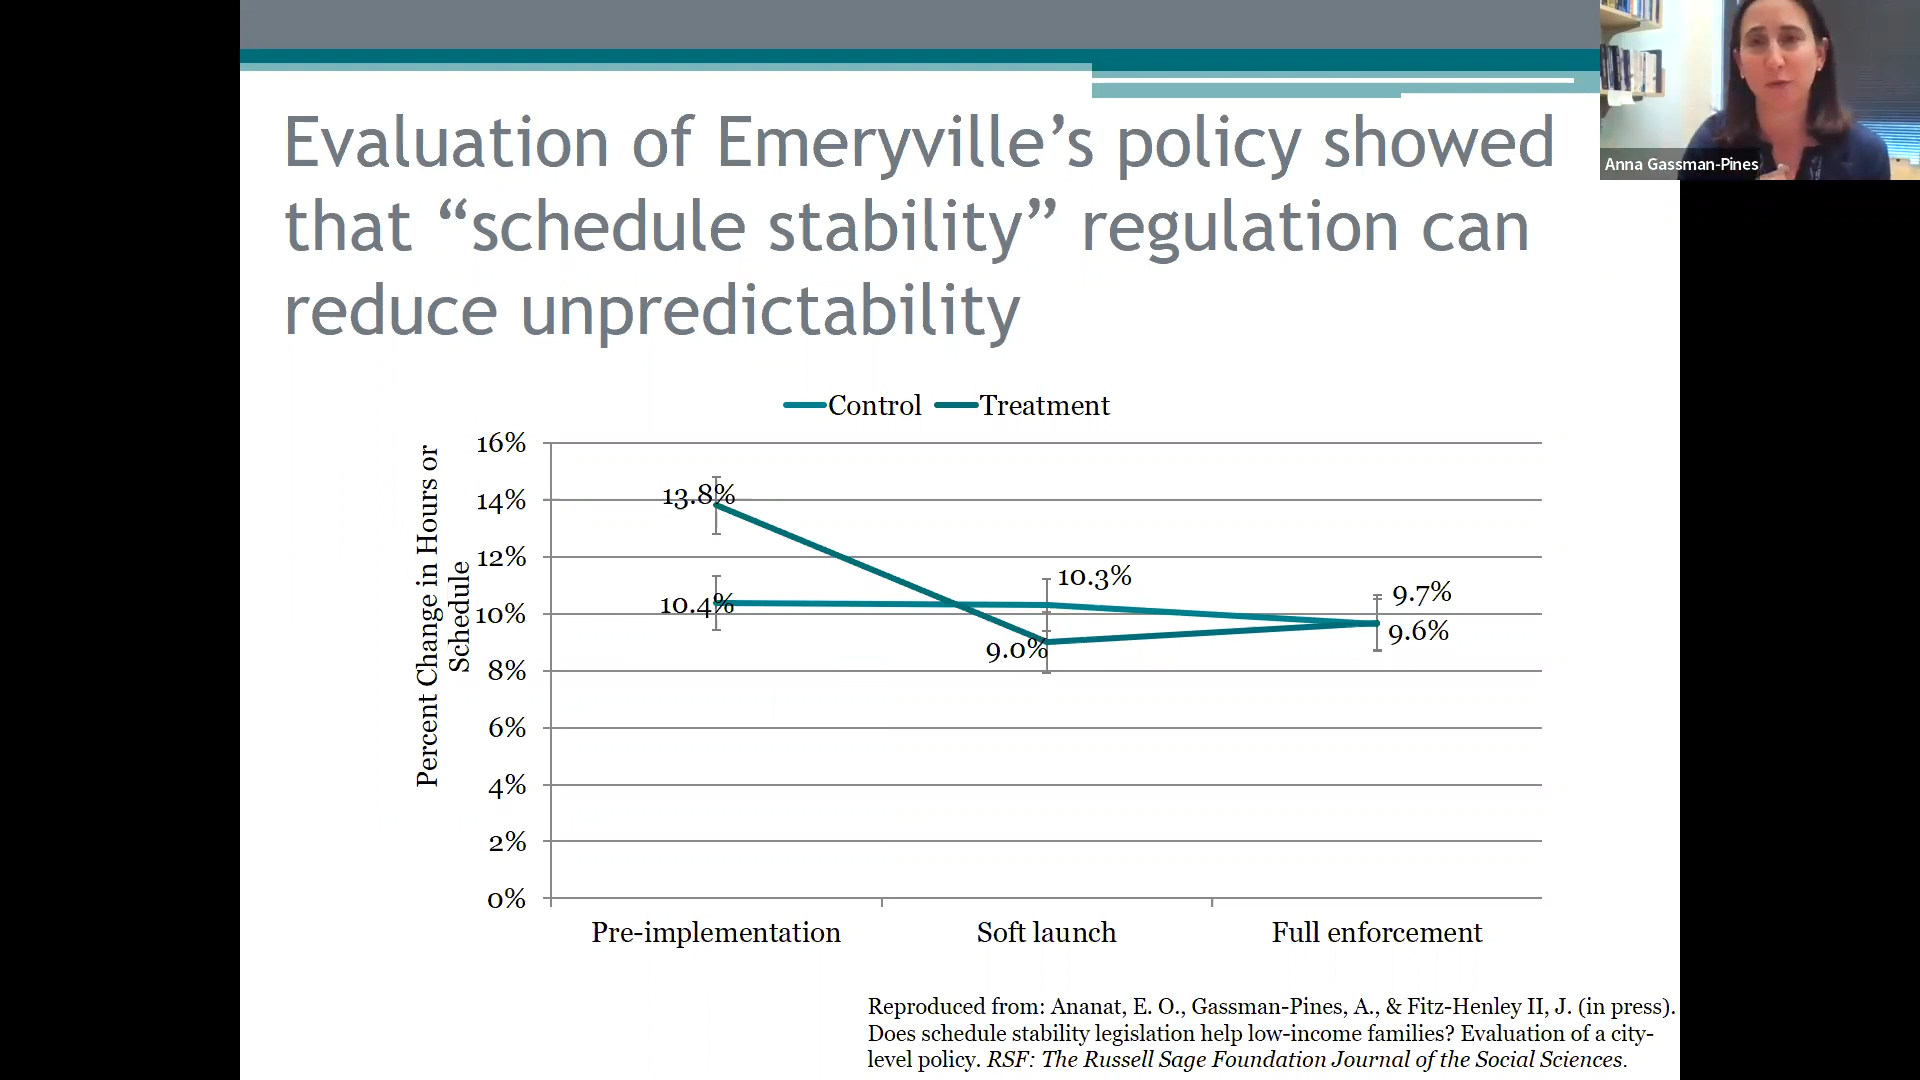 Anna Gassman-Pines
Evaluation of Emeryville’s policy showed
that “schedule stability” regulation can
reduce unpredictability
Control Treatment
Percent Change in Hours or
Schedule
16%
14%
12%
10%
8%
6%
4%
2%
0%
13.8%
10.4%
10.3%
9.0%
9.7%
9.6%
Pre-implementation Soft launch Full enforcement
Reproduced from: Ananat, E. O., Gassman-Pines, A., & Fitz-Henley II, J. (in press).
Does schedule stability legislation help low-income families? Evaluation of a city-
level policy. RSF: The Russell Sage Foundation Journal of the Social Sciences.